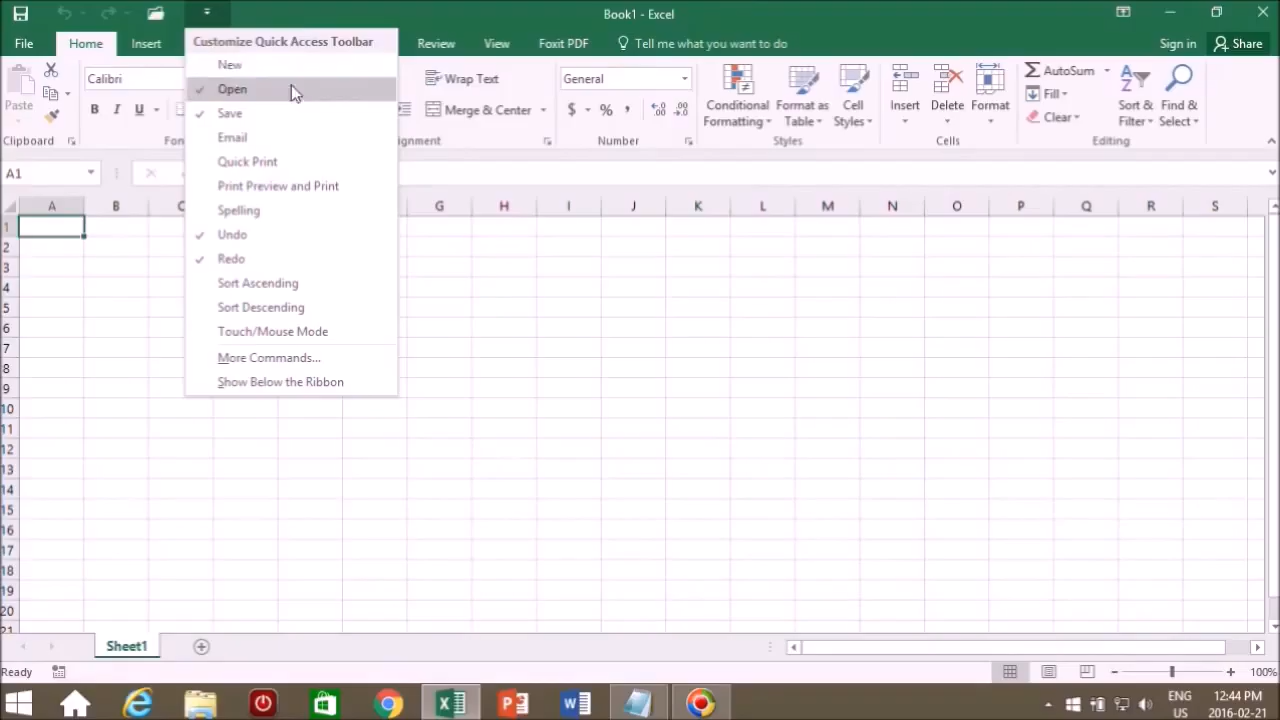 Book1 - Excel
File Home Insert Review View Foxit PDF Tell me what you want to do Sign in Share
Customize Quick Access Toolbar
New
Open
Save
Email
Quick Print
Print Preview and Print
Spelling
Undo
Redo
Sort Ascending
Sort Descending
Touch/Mouse Mode
More Commands...
Show Below the Ribbon
Paste
Clipboard
Calibri
B I U
Wrap Text
Merge & Center
General
$ % ,
Number
Conditional Formatting
Format as Table
Cell Styles
Styles
Insert Delete Format
Cells
AutoSum
Fill
Clear
Sort & Filter
Find & Select
Editing
A1
A B C G H I J K L M N O P Q R S
1
2
3
4
5
6
7
8
9
10
11
12
13
14
15
16
17
18
19
20
21
Sheet1
Ready 100%
ENG 12:44 PM
US 2016-02-21